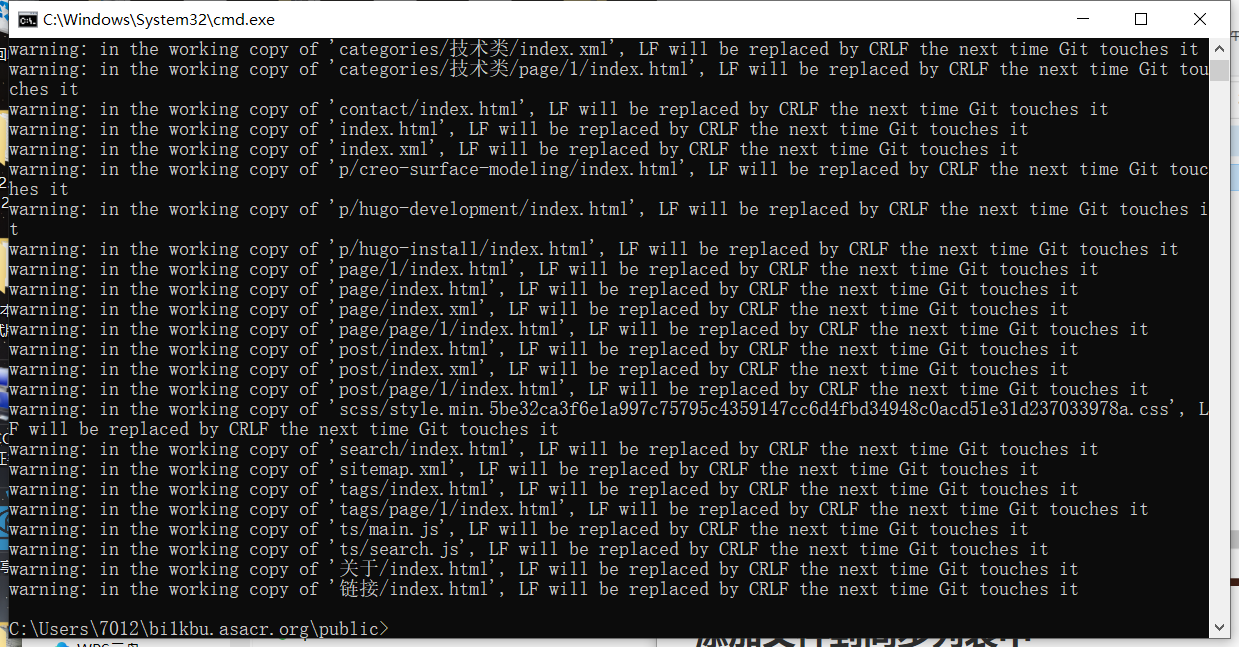 C:\Windows\System32\cmd.exe
warning: in the working copy of 'categories/技术类/index.xml', LF will be replaced by CRLF the next time Git touches it
warning: in the working copy of 'categories/技术类/page/1/index.html', LF will be replaced by CRLF the next time Git tou
ches it
warning: in the working copy of 'contact/index.html', LF will be replaced by CRLF the next time Git touches it
warning: in the working copy of 'index.html', LF will be replaced by CRLF the next time Git touches it
warning: in the working copy of 'index.xml', LF will be replaced by CRLF the next time Git touches it
warning: in the working copy of 'p/creo-surface-modeling/index.html', LF will be replaced by CRLF the next time Git touc
hes it
warning: in the working copy of 'p/hugo-development/index.html', LF will be replaced by CRLF the next time Git touches i
t
warning: in the working copy of 'p/hugo-install/index.html', LF will be replaced by CRLF the next time Git touches it
warning: in the working copy of 'page/1/index.html', LF will be replaced by CRLF the next time Git touches it
warning: in the working copy of 'page/index.html', LF will be replaced by CRLF the next time Git touches it
warning: in the working copy of 'page/index.xml', LF will be replaced by CRLF the next time Git touches it
warning: in the working copy of 'page/page/1/index.html', LF will be replaced by CRLF the next time Git touches it
warning: in the working copy of 'post/index.html', LF will be replaced by CRLF the next time Git touches it
warning: in the working copy of 'post/index.xml', LF will be replaced by CRLF the next time Git touches it
warning: in the working copy of 'post/page/1/index.html', LF will be replaced by CRLF the next time Git touches it
warning: in the working copy of 'scss/style.min.5be32ca3f6e1a997c75795c4359147cc6d4fbd34948c0acd51e31d237033978a.css', L
F will be replaced by CRLF the next time Git touches it
warning: in the working copy of 'search/index.html', LF will be replaced by CRLF the next time Git touches it
warning: in the working copy of 'sitemap.xml', LF will be replaced by CRLF the next time Git touches it
warning: in the working copy of 'tags/index.html', LF will be replaced by CRLF the next time Git touches it
warning: in the working copy of 'tags/page/1/index.html', LF will be replaced by CRLF the next time Git touches it
warning: in the working copy of 'ts/main.js', LF will be replaced by CRLF the next time Git touches it
warning: in the working copy of 'ts/search.js', LF will be replaced by CRLF the next time Git touches it
warning: in the working copy of '关于/index.html', LF will be replaced by CRLF the next time Git touches it
warning: in the working copy of '链接/index.html', LF will be replaced by CRLF the next time Git touches it
C:\Users\7012\bilkbu.asacr.org\public>